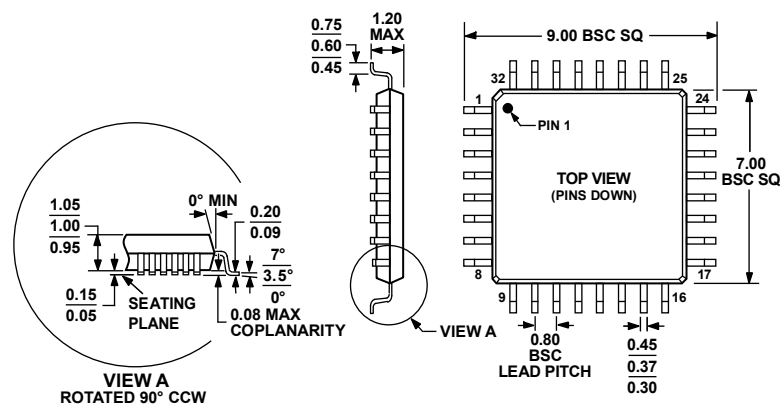 0.75
0.60
0.45
1.20
MAX
9.00 BSC SQ
32
25
1
24
PIN 1
TOP VIEW
(PINS DOWN)
7.00
BSC SQ
8
17
9
16
0.80
BSC
LEAD PITCH
0.45
0.37
0.30
VIEW A
1.05
1.00
0.95
0° MIN
0.20
0.09
7°
3.5°
0°
0.15
0.05
SEATING
PLANE
0.08 MAX
COPLANARITY
VIEW A
ROTATED 90° CCW